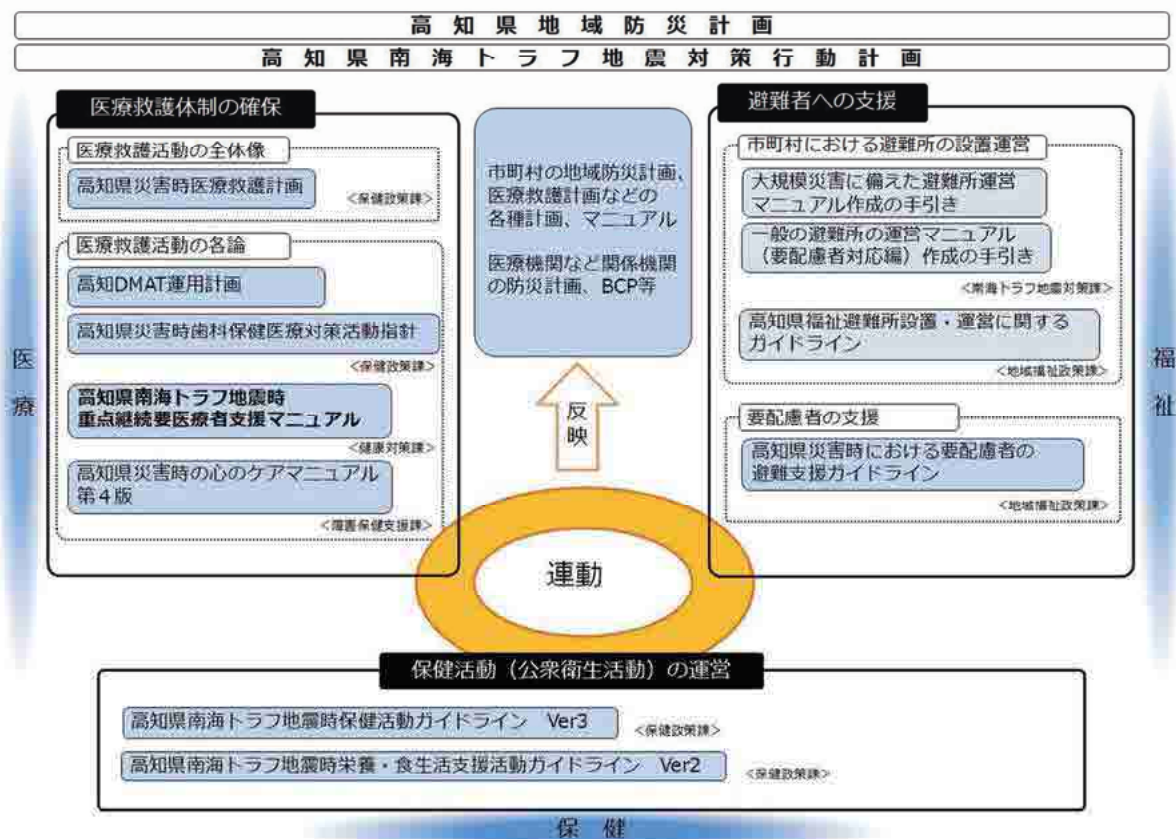 高知県地域防災計画
高知県南海トラフ地震対策行動計画
医療救護体制の確保
医療救護活動の全体像
高知県災害時医療救護計画
<保健政策課>
医療救護活動の各論
高知DMAT運用計画
高知県災害時歯科保健医療対策活動指針
<保健政策課>
高知県南海トラフ地震時
重点継続要医療者支援マニュアル
<健康対策課>
高知県災害時の心のケアマニュアル
第4版
<障害保健支援課>
医療
市町村の地域防災計画、
医療救護計画などの
各種計画、マニュアル
医療機関など関係機関
の防災計画、BCP等
反映
連動
避難者への支援
市町村における避難所の設置運営
大規模災害に備えた避難所運営
マニュアル作成の手引き
一般の避難所の運営マニュアル
(要配慮者対応編)作成の手引き
<南海トラフ地震対策課>
高知県福祉避難所設置・運営に関する
ガイドライン
<地域福祉政策課>
要配慮者の支援
高知県災害時における要配慮者の
避難支援ガイドライン
<地域福祉政策課>
福祉
保健活動(公衆衛生活動)の運営
高知県南海トラフ地震時保健活動ガイドライン Ver3
<保健政策課>
高知県南海トラフ地震時栄養・食生活支援活動ガイドライン Ver2
<保健政策課>
保健